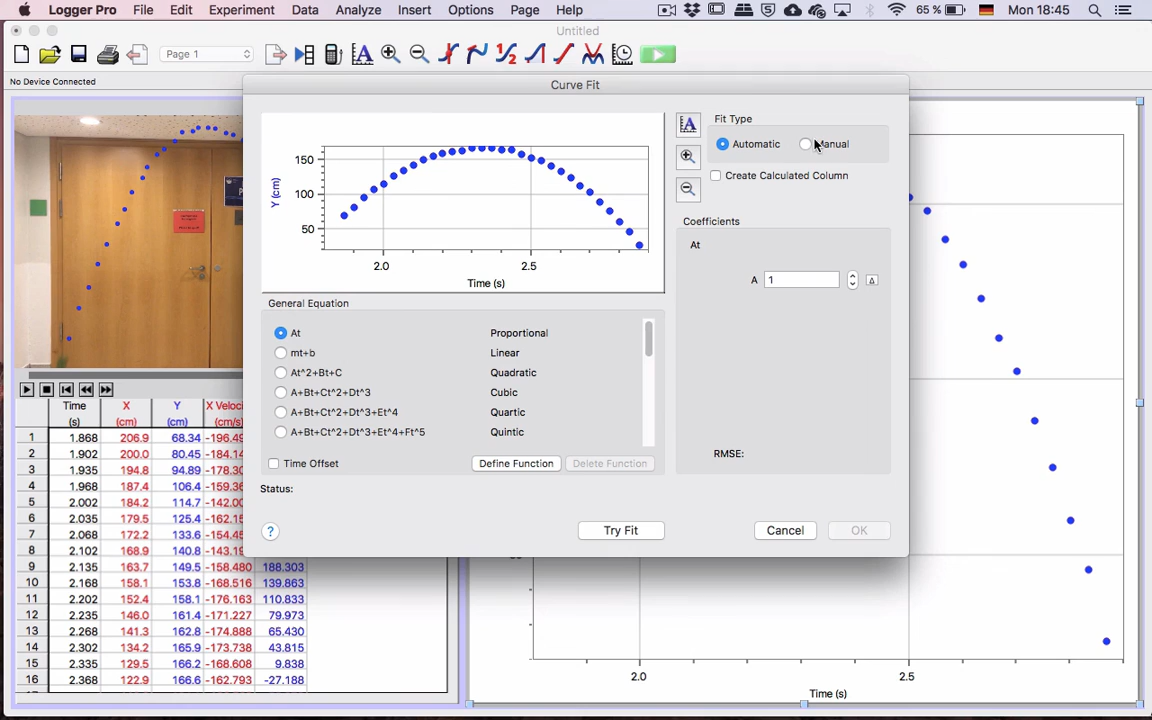 Logger Pro File Edit Experiment Data Analyze Insert Options Page Help 65 % Mon 18:45
Untitled
Page 1
No Device Connected
Curve Fit
150
100
50
Y (cm)
2.0 2.5
Time (s)
Fit Type
Automatic
Create Calculated Column
Coefficients
At
A 1
RMSE:
General Equation
At Proportional
mt+b Linear
At^2+Bt+C Quadratic
A+Bt+Ct^2+Dt^3 Cubic
A+Bt+Ct^2+Dt^3+Et^4 Quartic
A+Bt+Ct^2+Dt^3+Et^4+Ft^5 Quintic
Time Offset Define Function Delete Function
Status:
? Try Fit Cancel OK
Time X Y X Veloci
(s) (cm) (cm) (cm/s)
1 1.868 206.9 68.34 -196.49
2 1.902 200.0 80.45 -184.14
3 1.935 194.8 94.89 -178.30
4 1.968 187.4 106.4 -159.36
5 2.002 184.2 114.7 -142.00
6 2.035 179.5 125.4 -162.15
7 2.068 172.2 133.6 -154.45
8 2.102 168.9 140.8 -143.19
9 2.135 163.7 149.5 -158.480 188.303
10 2.168 158.1 153.8 -168.516 139.863
11 2.202 152.4 158.1 -176.163 110.833
12 2.235 146.0 161.4 -171.227 79.973
13 2.268 141.3 162.8 -174.888 65.430
14 2.302 134.2 165.9 -173.738 43.815
15 2.335 129.5 166.2 -168.608 9.838
16 2.368 122.9 166.6 -162.793 -27.188
2.0 2.5
Time (s)